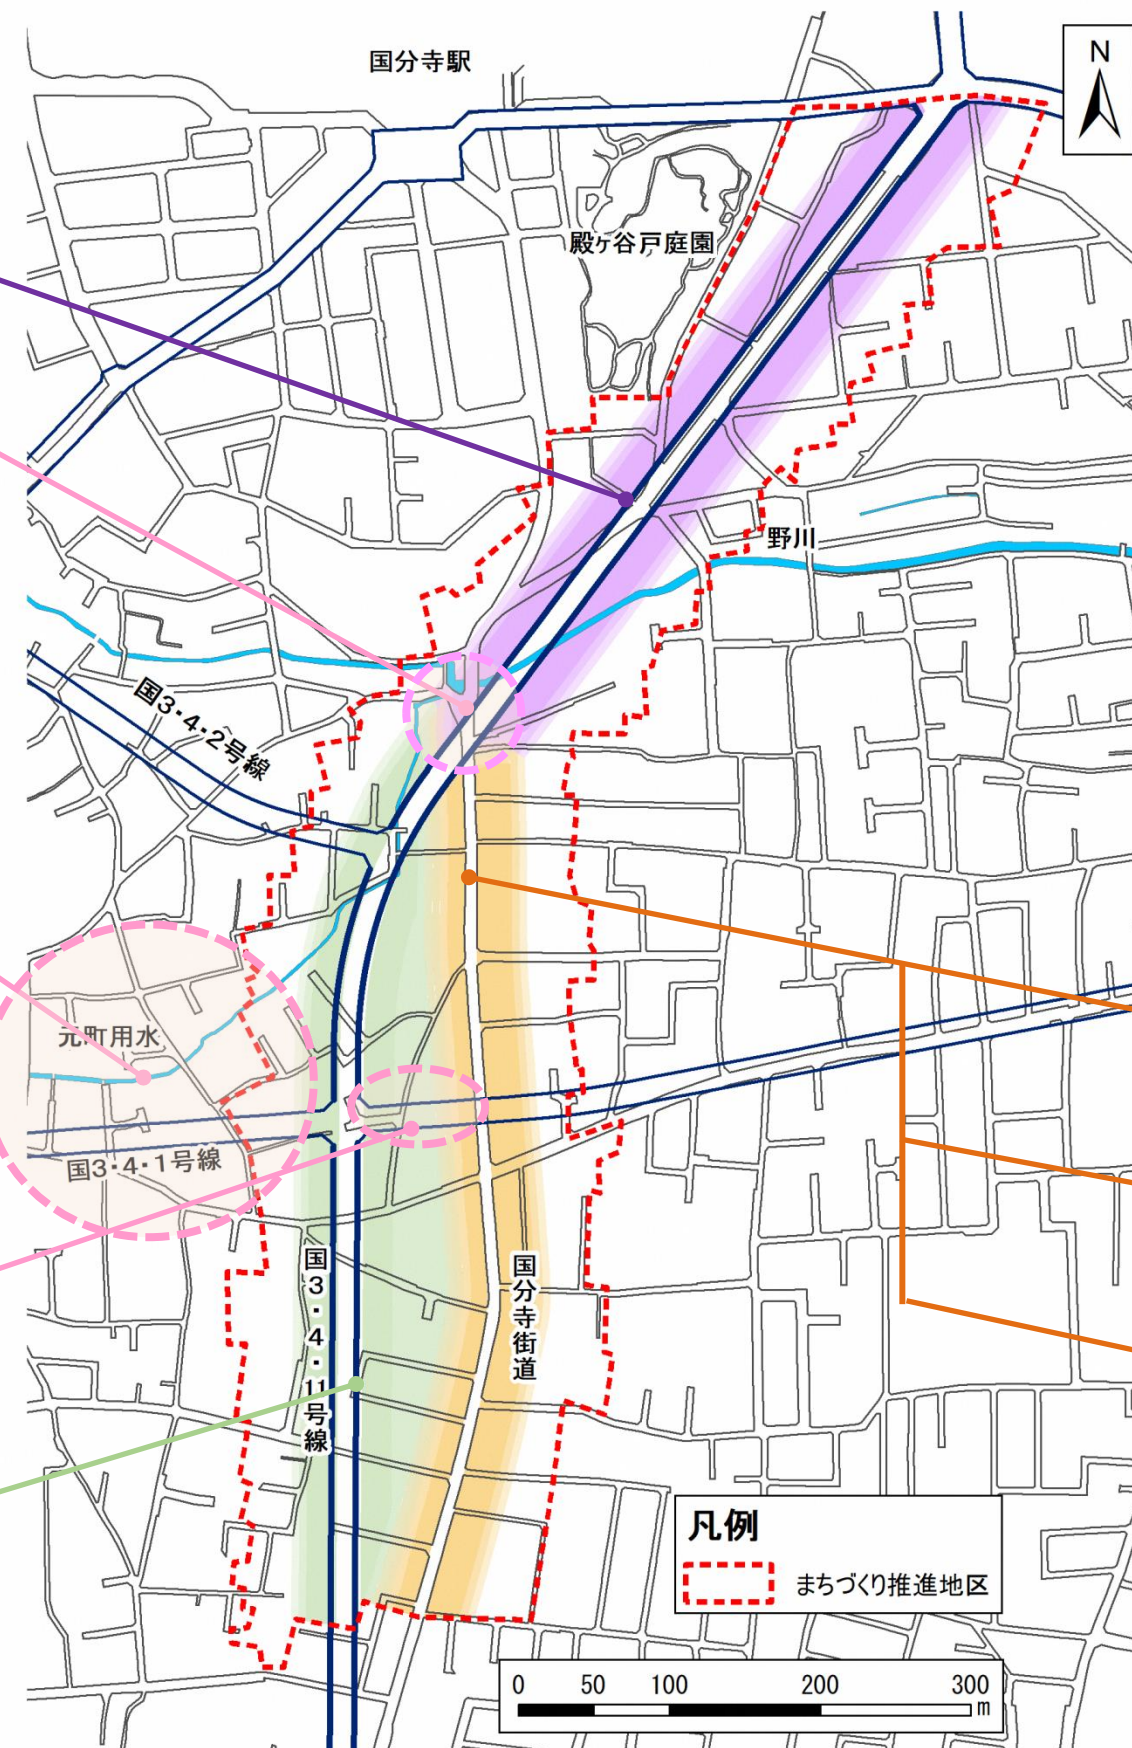 国分寺駅
N
殿ヶ谷戸庭園
野川
国3・4・2号線
元町用水
国3・4・1号線
国3・4・11号線
国分寺街道
凡例
まちづくり推進地区
0 50 100 200 300
m